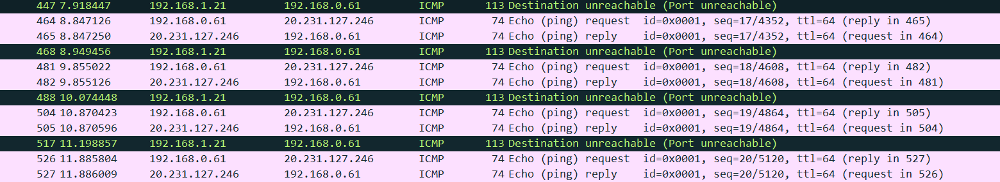 447 7.918447 192.168.1.21 192.168.0.61 ICMP 113 Destination unreachable (Port unreachable)
464 8.847126 192.168.0.61 20.231.127.246 ICMP 74 Echo (ping) request id=0x0001, seq=17/4352, ttl=64 (reply in 465)
465 8.847250 20.231.127.246 192.168.0.61 ICMP 74 Echo (ping) reply id=0x0001, seq=17/4352, ttl=64 (request in 464)
468 8.949456 192.168.1.21 192.168.0.61 ICMP 113 Destination unreachable (Port unreachable)
481 9.855022 192.168.0.61 20.231.127.246 ICMP 74 Echo (ping) request id=0x0001, seq=18/4608, ttl=64 (reply in 482)
482 9.855126 20.231.127.246 192.168.0.61 ICMP 74 Echo (ping) reply id=0x0001, seq=18/4608, ttl=64 (request in 481)
488 10.074448 192.168.1.21 192.168.0.61 ICMP 113 Destination unreachable (Port unreachable)
504 10.870423 192.168.0.61 20.231.127.246 ICMP 74 Echo (ping) request id=0x0001, seq=19/4864, ttl=64 (reply in 505)
505 10.870596 20.231.127.246 192.168.0.61 ICMP 74 Echo (ping) reply id=0x0001, seq=19/4864, ttl=64 (request in 504)
517 11.198857 192.168.1.21 192.168.0.61 ICMP 113 Destination unreachable (Port unreachable)
526 11.885804 192.168.0.61 20.231.127.246 ICMP 74 Echo (ping) request id=0x0001, seq=20/5120, ttl=64 (reply in 527)
527 11.886009 20.231.127.246 192.168.0.61 ICMP 74 Echo (ping) reply id=0x0001, seq=20/5120, ttl=64 (request in 526)